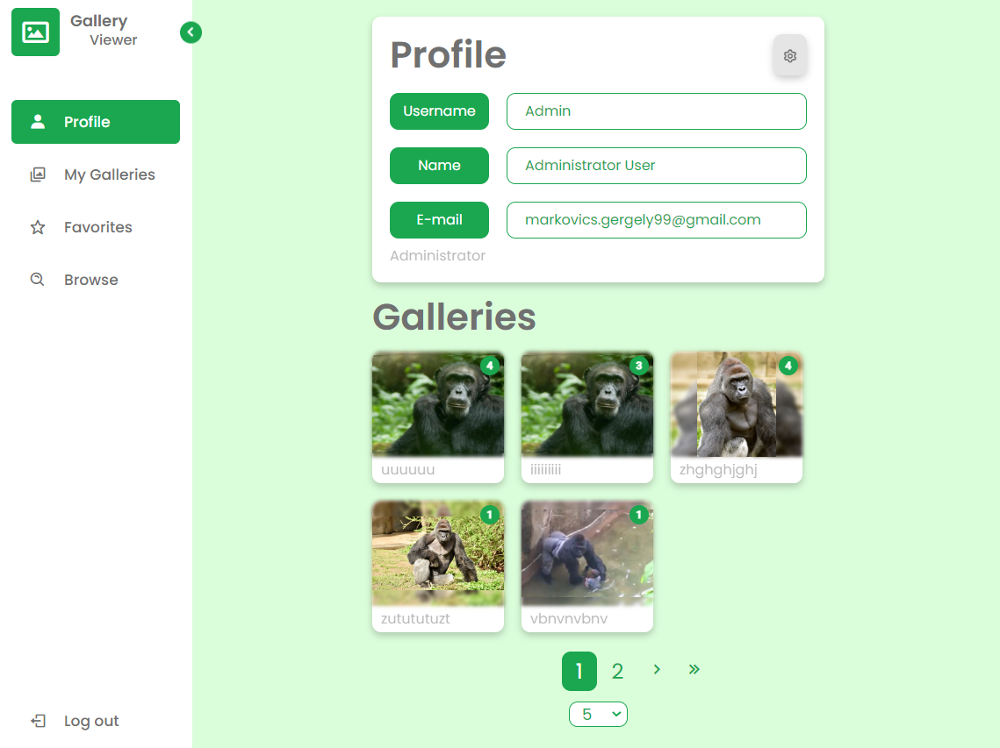 Gallery
Viewer
Profile
My Galleries
Favorites
Browse
Log out
Profile
Username
Admin
Name
Administrator User
E-mail
markovics.gergely99@gmail.com
Administrator
Galleries
4
3
4
uuuuuu
iiiiiiiii
zhghghjghj
1
1
zutututuzt
vbnvnvbnv
1 2 › »
5